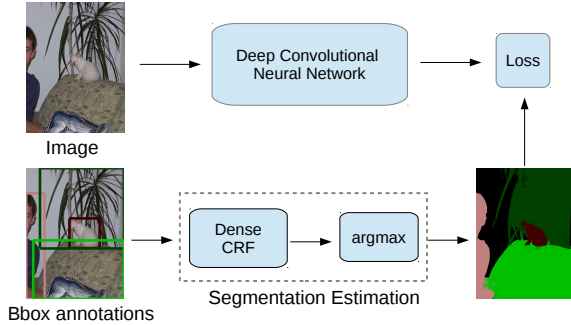 Deep Convolutional
Neural Network
Loss
Image
Dense
CRF
argmax
Segmentation Estimation
Bbox annotations